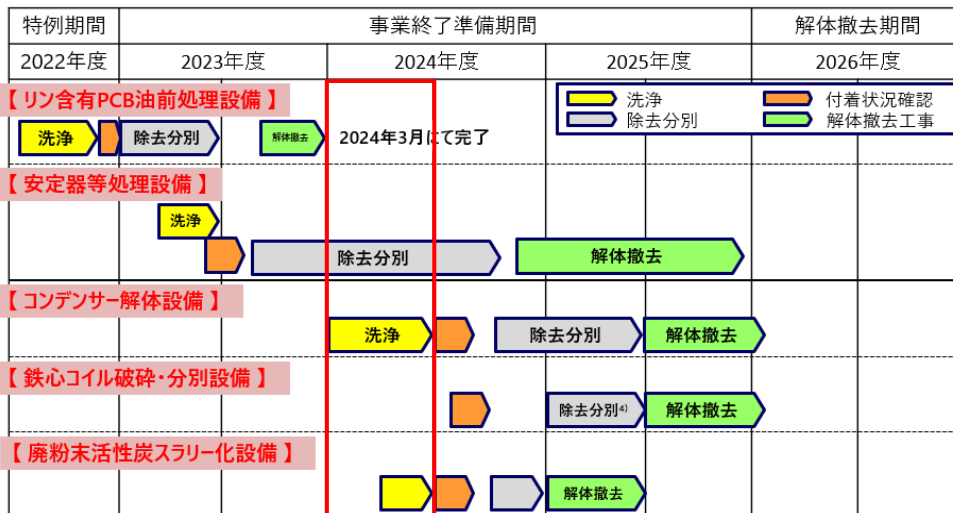 特例期間 事業終了準備期間 解体撤去期間
2022年度 2023年度 2024年度 2025年度 2026年度
【 リン含有PCB油前処理設備 】
洗浄 付着状況確認
除去分別 解体撤去工事
洗浄 除去分別 解体撤去 2024年3月にて完了
【 安定器等処理設備 】
洗浄
除去分別 解体撤去
【 コンデンサー解体設備 】
洗浄 除去分別 解体撤去
【 鉄心コイル破砕・分別設備 】
除去分別4) 解体撤去
【 廃粉末活性炭スラリー化設備 】
解体撤去